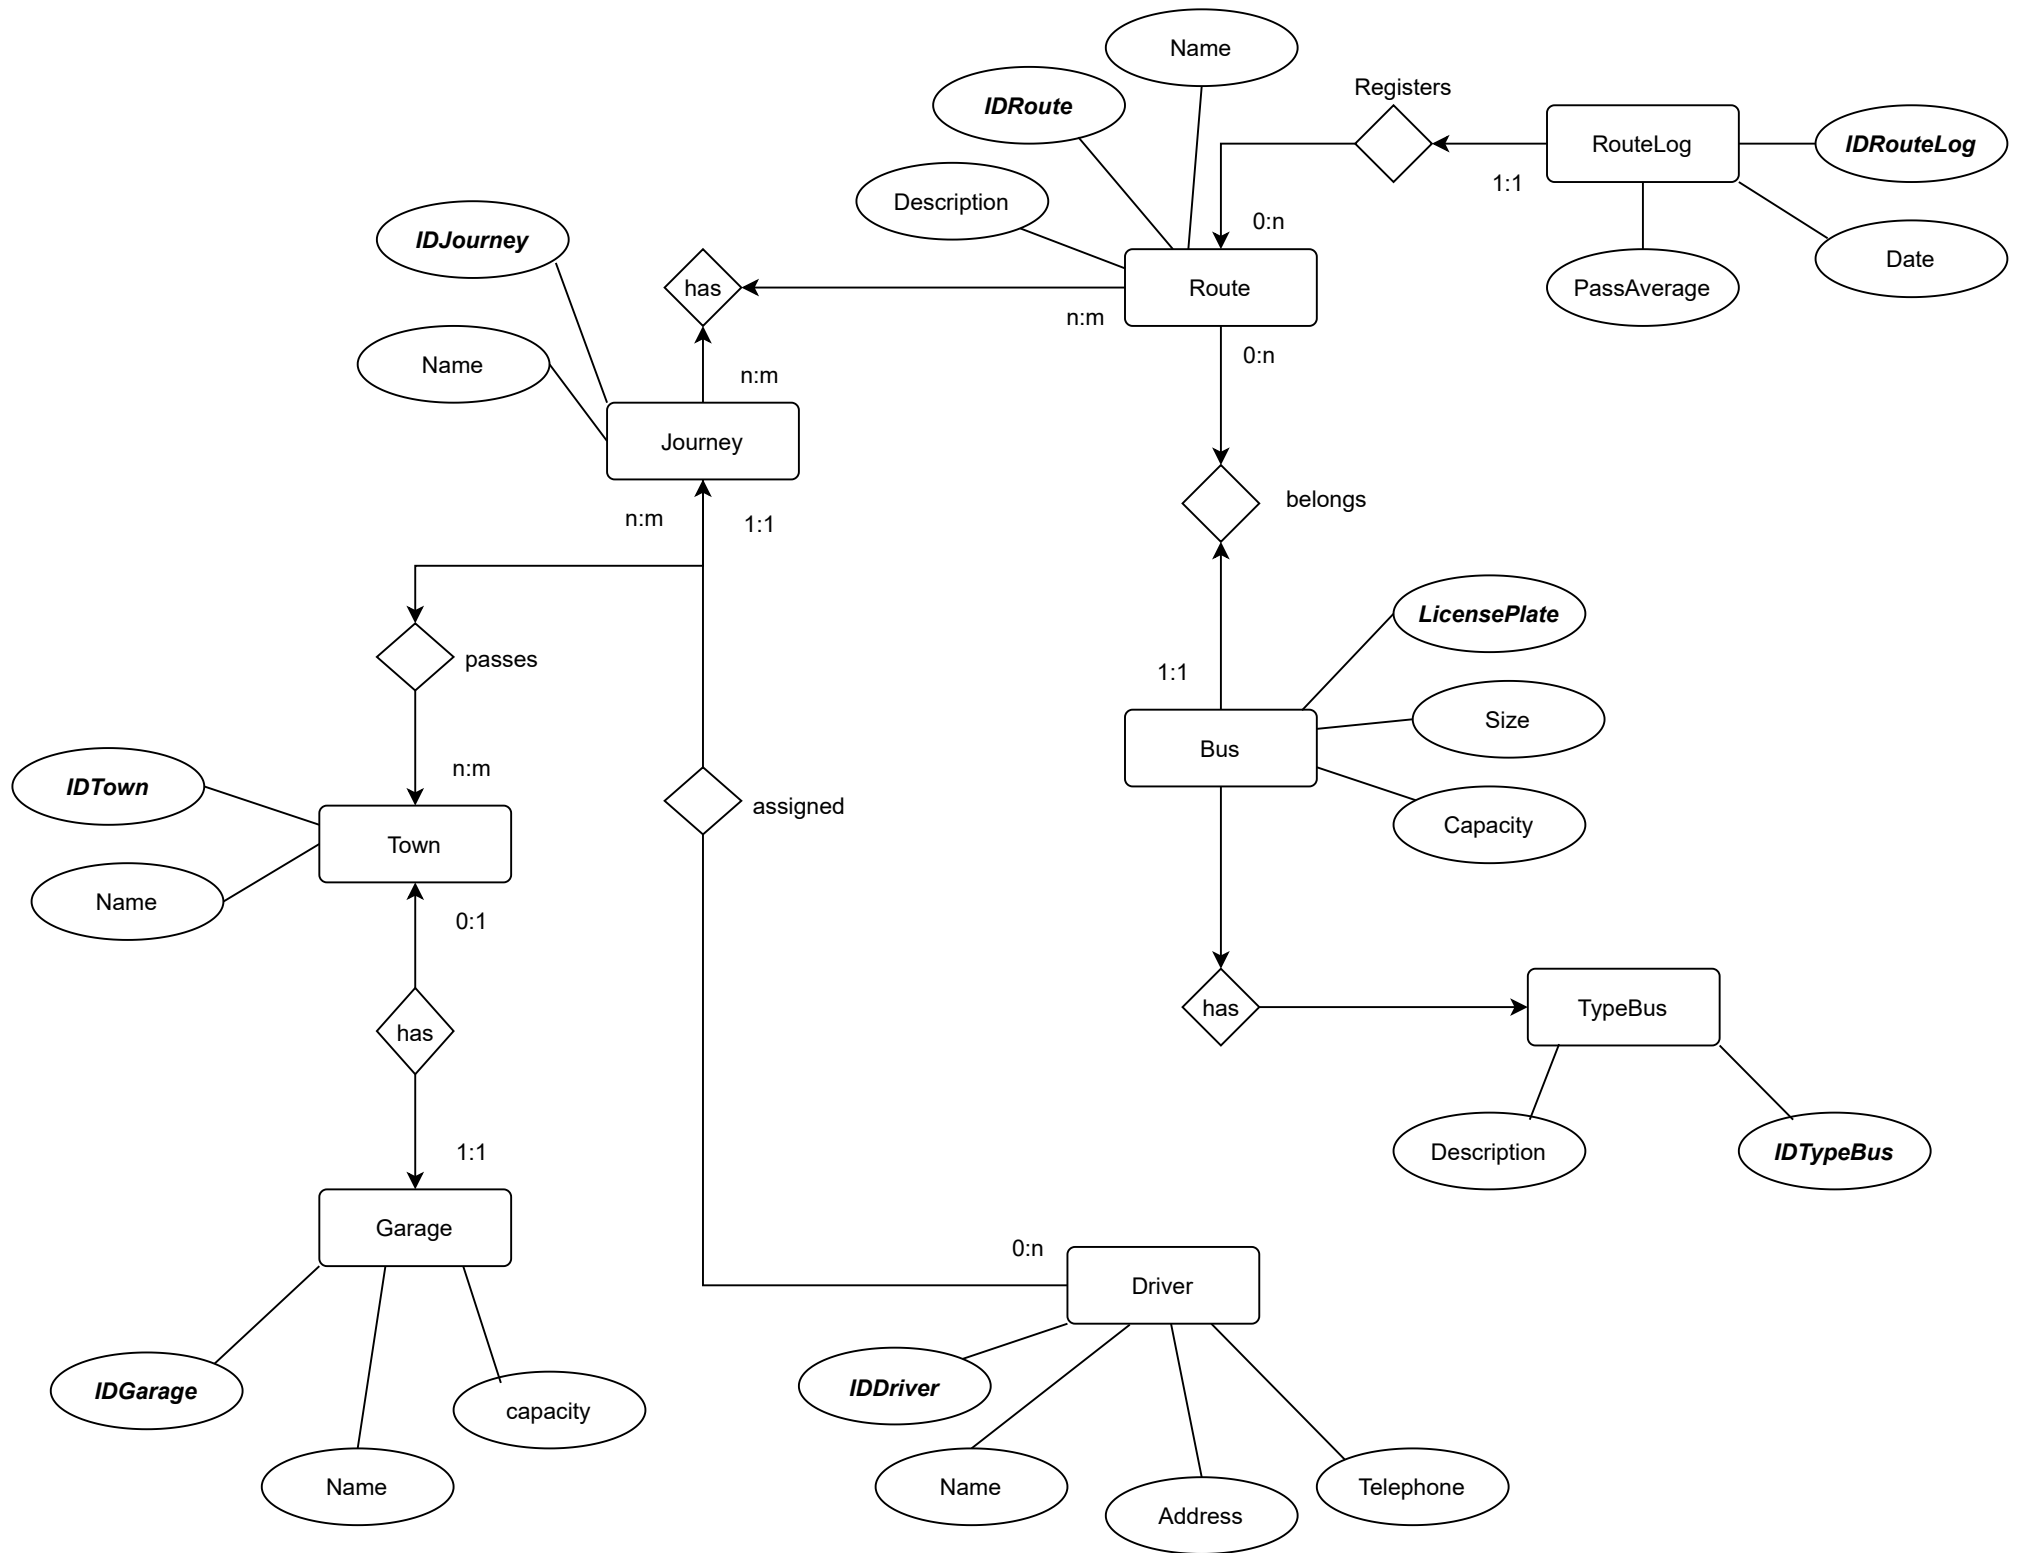 Name
Registers
IDRoute
RouteLog
IDRouteLog
1:1
Description
0:n
IDJourney
Date
has
Route
PassAverage
n:m
0:n
Name
n:m
Journey
n:m
1:1
belongs
LicensePlate
passes
1:1
Size
Bus
n:m
IDTown
assigned
Capacity
Town
Name
0:1
has
has
TypeBus
1:1
Description
IDTypeBus
Garage
0:n
Driver
IDGarage
capacity
IDDriver
Name
Name
Telephone
Address